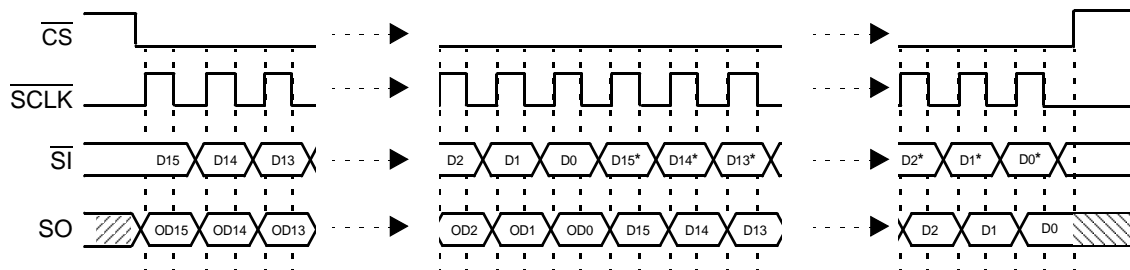 CS
SCLK
SI D15 D14 D13 D2 D1 D0 D15* D14* D13* D2* D1* D0*
SO OD15 OD14 OD13 OD2 OD1 OD0 D15 D14 D13 D2 D1 D0